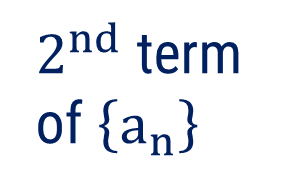 2ⁿᵈ term
of {aₙ}